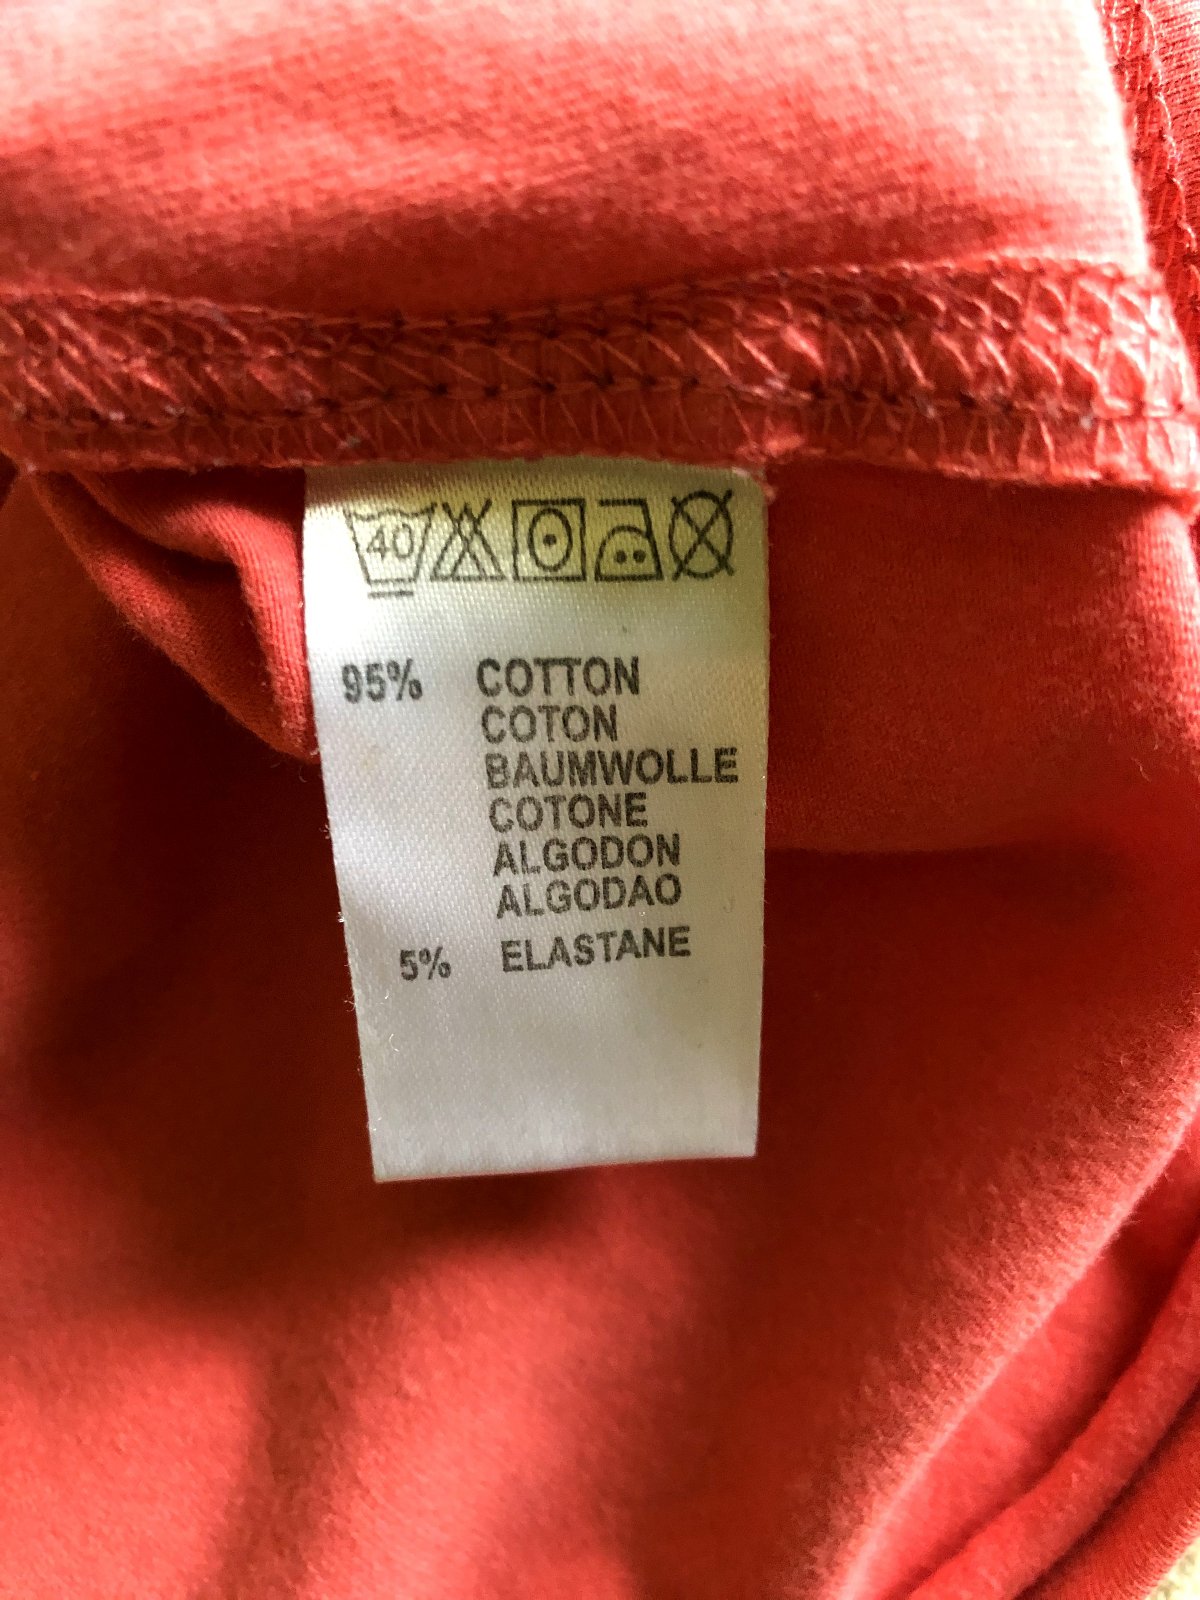 40
95% COTTON
COTON
BAUMWOLLE
COTONE
ALGODON
ALGODAO
5% ELASTANE